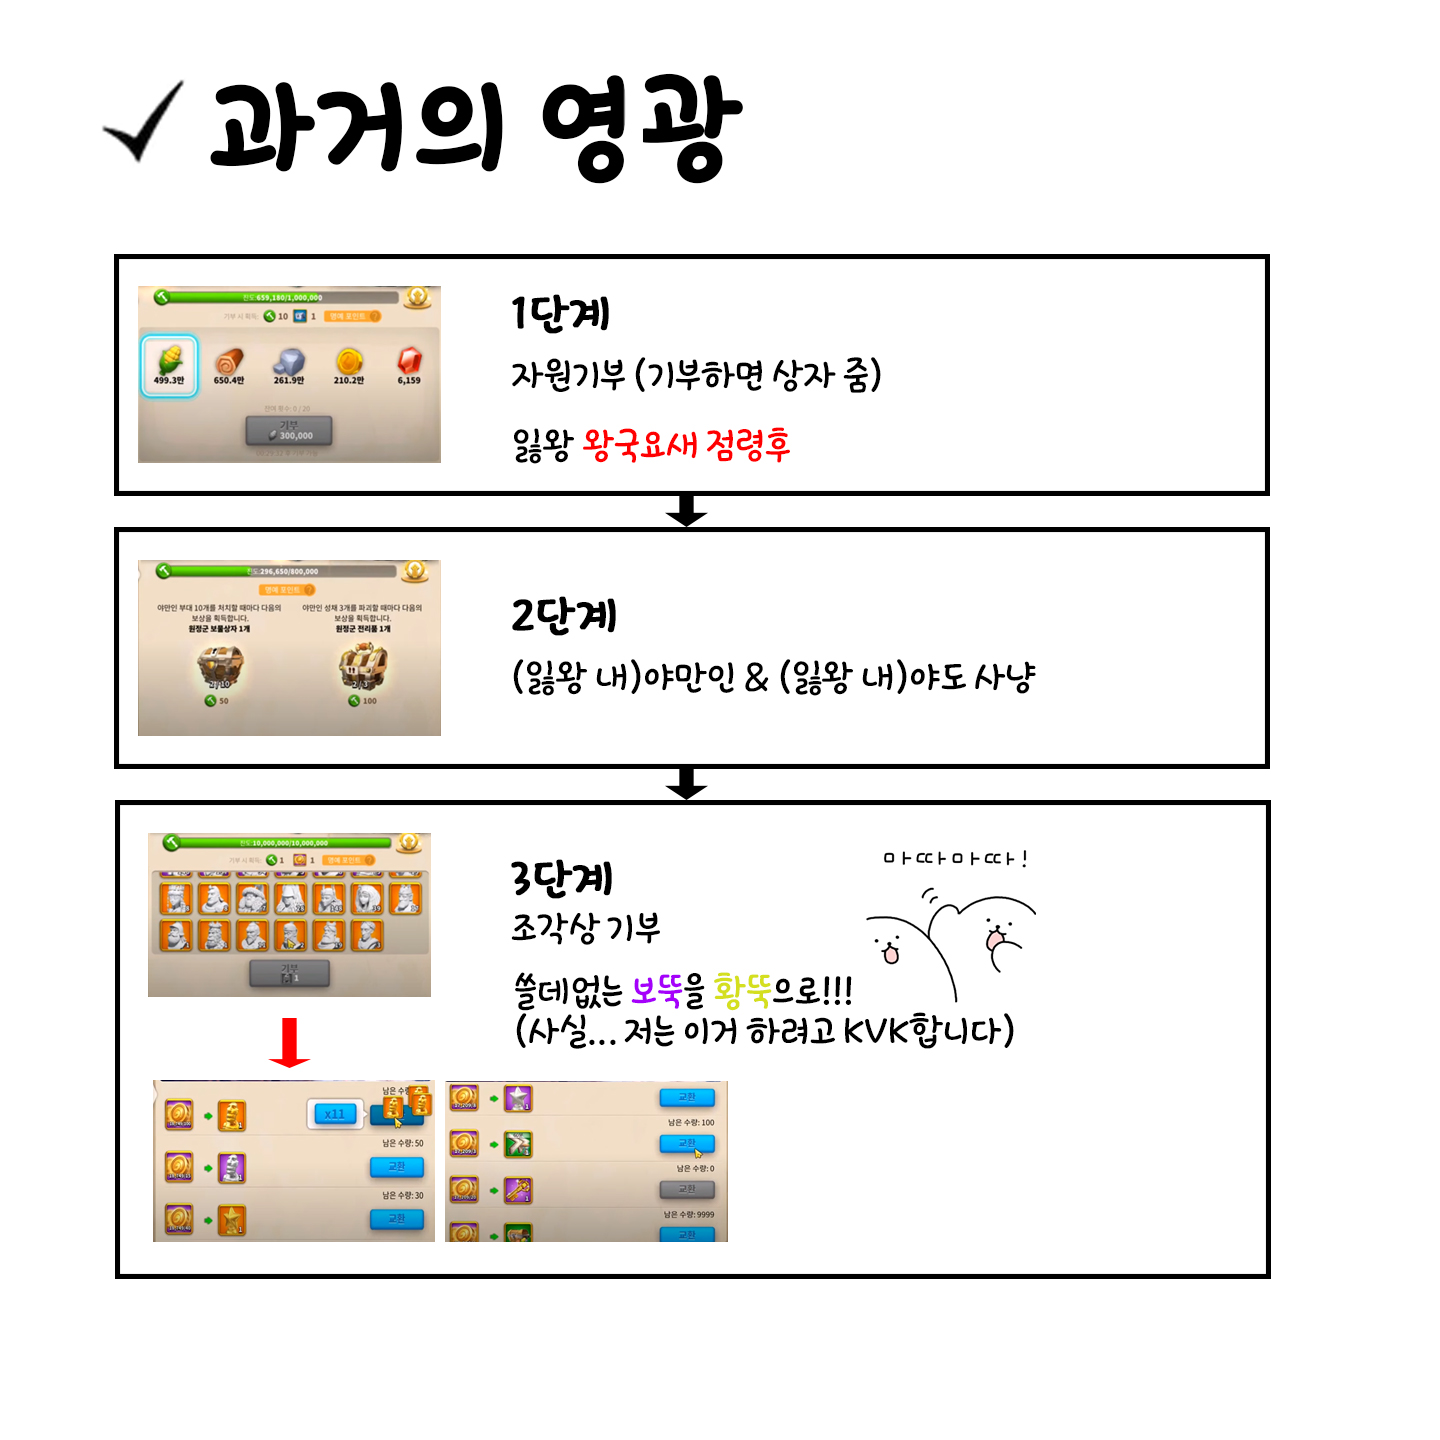 과거의 영광
진도:659,180/1,000,000
기부 시 획득: 10 1 명예 포인트
499.3만 650.4만 261.9만 210.2만 6,159
잔여 횟수: 0 / 20
기부
300,000
1단계
자원기부 (기부하면 상자 줌)
잃왕 왕국요새 점령후
진도:296,650/800,000
명예 포인트
야만인 부대 10개를 처치할 때마다 다음의
보상을 획득합니다.
원정군 보물상자 1개
2/10
50
야만인 성채 3개를 파괴할 때마다 다음의
보상을 획득합니다.
원정군 전리품 1개
2/3
100
2단계
(잃왕 내)야만인 & (잃왕 내)야도 사냥
진도:10,000,000/10,000,000
기부 시 획득: 1 1 명예 포인트
기부
1
3단계
조각상 기부
마따마따!
쓸데없는 보뚝을 황뚝으로!!!
(사실... 저는 이거 하려고 KVK합니다)
남은 수량
1 x11
남은 수량: 50
1 교환
남은 수량: 30
1 교환
1 교환
남은 수량: 100
1 교환
남은 수량: 0
1 교환
남은 수량: 9999
교환